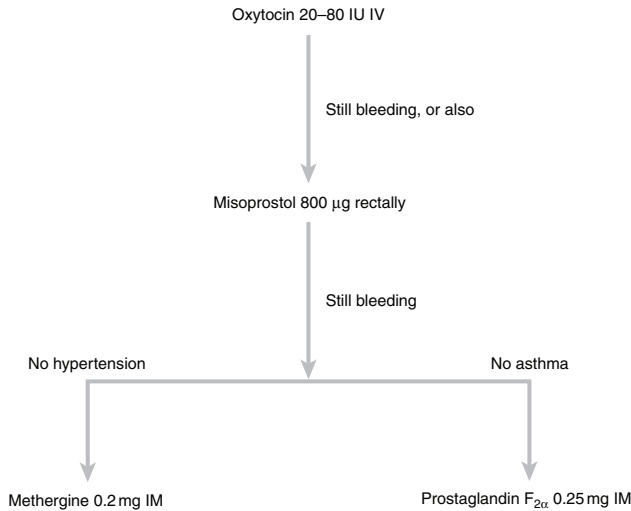 Oxytocin 20–80 IU IV
Still bleeding, or also
Misoprostol 800 μg rectally
Still bleeding
No hypertension
No asthma
Methergine 0.2 mg IM
Prostaglandin F2α 0.25 mg IM